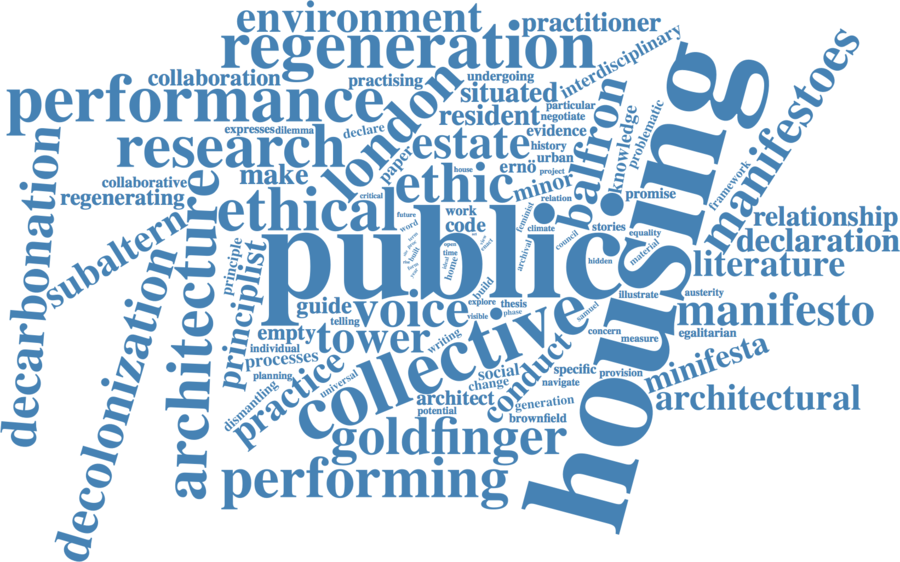 environment
practitioner
regeneration
interdisciplinary
collaboration
practising
undergoing
performance
london
situated
particular
resident
negotiate
balfron
knowledge
problematic
manifestoes
housing
expresses
dilemma
declare
evidence
research
paper
estate
history
urban
decarbonation
make
house
ernö
project
collaborative
regenerating
architecture
ethical
critical
ethic
minor
relation
promise
framework
subaltern
future
word
work
code
feminist
climate
council
stories
equality
relationship
public
open
time
home
built
archival
hidden
material
declaration
principle
principlist
literature
decolonization
build
explore
thesis
illustrate
austerity
guide
voice
visible
phase
samuel
manifesto
telling
empty
tower
writing
collective
concern
measure
egalitarian
individual
processes
practice
conduct
minifesta
planning
universal
social
specific
provision
change
navigate
dismantling
architect
generation
architectural
potential
brownfield
goldfinger
performing